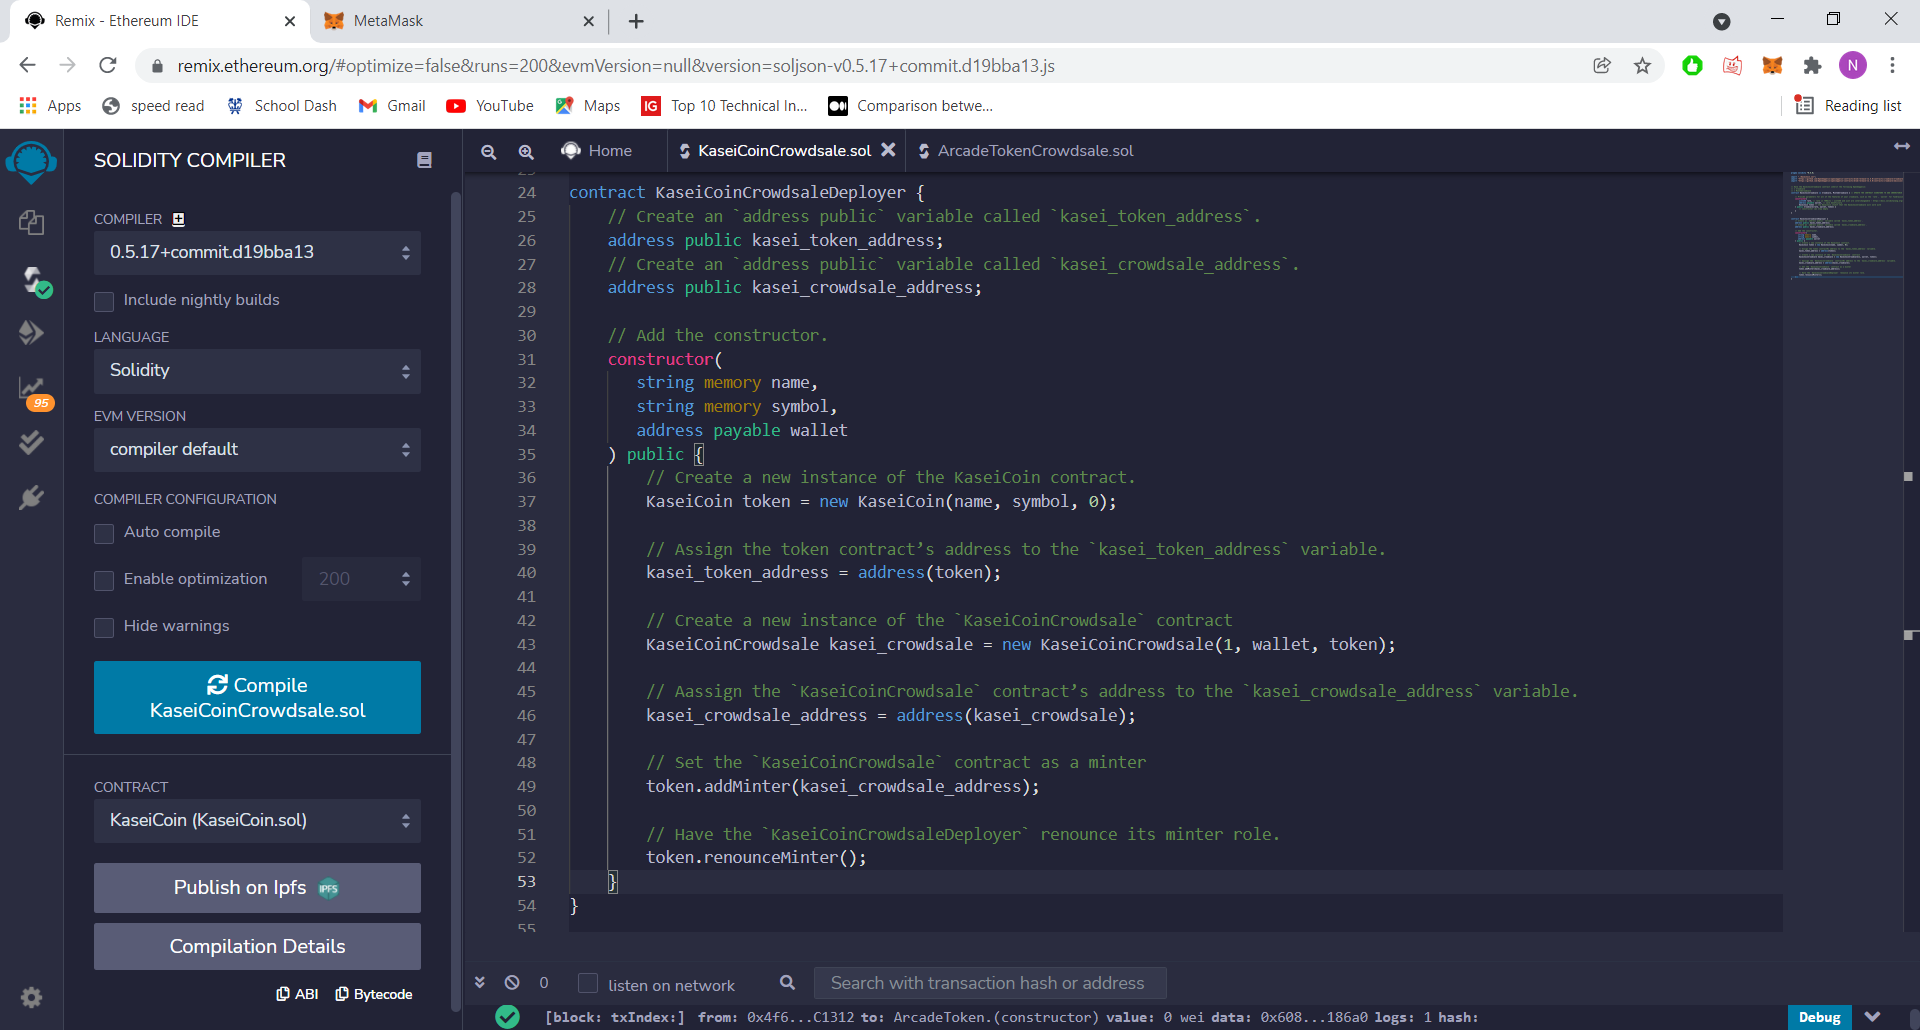 Remix - Ethereum IDE
MetaMask
remix.ethereum.org/#optimize=false&runs=200&evmVersion=null&version=soljson-v0.5.17+commit.d19bba13.js
N
Apps
speed read
School Dash
Gmail
YouTube
Maps
IG Top 10 Technical In...
Comparison betwe...
Reading list
SOLIDITY COMPILER
COMPILER
0.5.17+commit.d19bba13
Include nightly builds
LANGUAGE
Solidity
95
EVM VERSION
compiler default
COMPILER CONFIGURATION
Auto compile
Enable optimization 200
Hide warnings
Compile
KaseiCoinCrowdsale.sol
CONTRACT
KaseiCoin (KaseiCoin.sol)
Publish on Ipfs IPFS
Compilation Details
ABI Bytecode
Home
KaseiCoinCrowdsale.sol
ArcadeTokenCrowdsale.sol
24 contract KaseiCoinCrowdsaleDeployer {
25 // Create an `address public` variable called `kasei_token_address`.
26 address public kasei_token_address;
27 // Create an `address public` variable called `kasei_crowdsale_address`.
28 address public kasei_crowdsale_address;
29
30 // Add the constructor.
31 constructor(
32 string memory name,
33 string memory symbol,
34 address payable wallet
35 ) public {
36 // Create a new instance of the KaseiCoin contract.
37 KaseiCoin token = new KaseiCoin(name, symbol, 0);
38
39 // Assign the token contract’s address to the `kasei_token_address` variable.
40 kasei_token_address = address(token);
41
42 // Create a new instance of the `KaseiCoinCrowdsale` contract
43 KaseiCoinCrowdsale kasei_crowdsale = new KaseiCoinCrowdsale(1, wallet, token);
44
45 // Aassign the `KaseiCoinCrowdsale` contract’s address to the `kasei_crowdsale_address` variable.
46 kasei_crowdsale_address = address(kasei_crowdsale);
47
48 // Set the `KaseiCoinCrowdsale` contract as a minter
49 token.addMinter(kasei_crowdsale_address);
50
51 // Have the `KaseiCoinCrowdsaleDeployer` renounce its minter role.
52 token.renounceMinter();
53 }
54 }
55
0 listen on network Search with transaction hash or address
[block: txIndex:] from: 0x4f6...C1312 to: ArcadeToken.(constructor) value: 0 wei data: 0x608...186a0 logs: 1 hash:
Debug